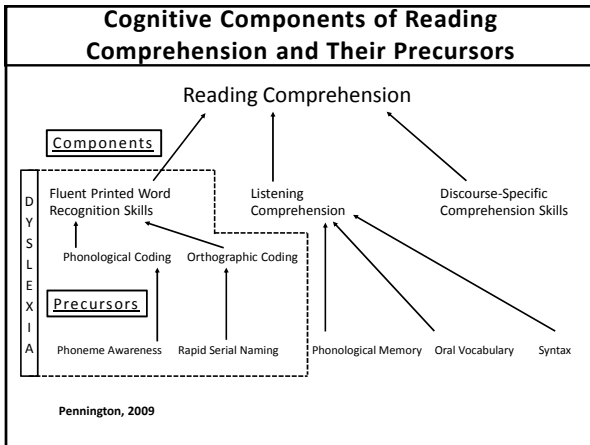 Cognitive Components of Reading
Comprehension and Their Precursors
Reading Comprehension
Components
DYSLEXIA
Fluent Printed Word
Recognition Skills
Listening
Comprehension
Discourse-Specific
Comprehension Skills
Phonological Coding
Orthographic Coding
Precursors
Phoneme Awareness
Rapid Serial Naming
Phonological Memory
Oral Vocabulary
Syntax
Pennington, 2009